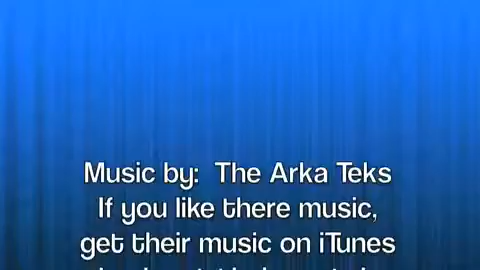 Music by:  The Arka Teks
If you like there music,
get their music on iTunes